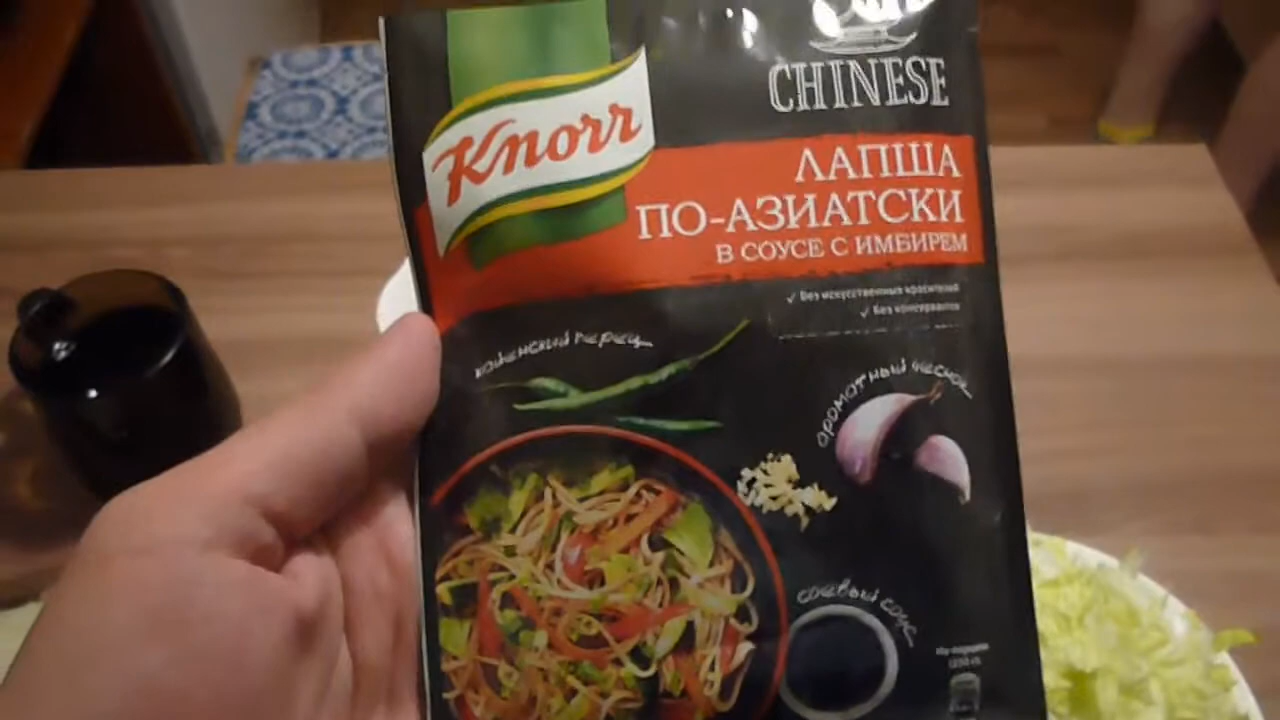 CHINESE
Knorr
ЛАПША
ПО-АЗИАТСКИ
В СОУСЕ С ИМБИРЕМ
✓ Без искусственных красителей
✓ Без консервантов
кайенский перец
ароматный чеснок
соевый соус